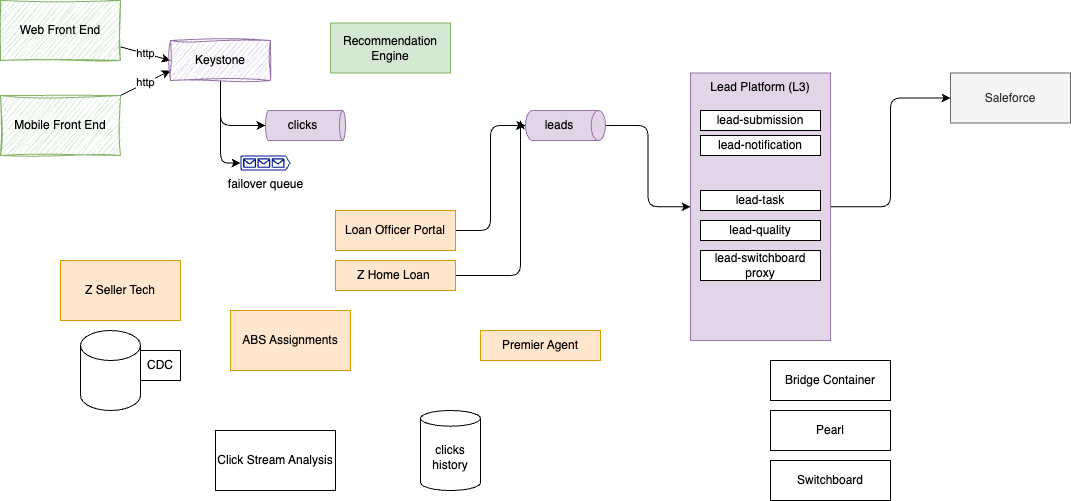 Web Front End
http
Keystone
Recommendation
Engine
http
Mobile Front End
clicks
failover queue
leads
Lead Platform (L3)
lead-submission
lead-notification
lead-task
lead-quality
lead-switchboard
proxy
Saleforce
Loan Officer Portal
Z Home Loan
Z Seller Tech
CDC
ABS Assignments
Premier Agent
Bridge Container
Pearl
Switchboard
Click Stream Analysis
clicks
history